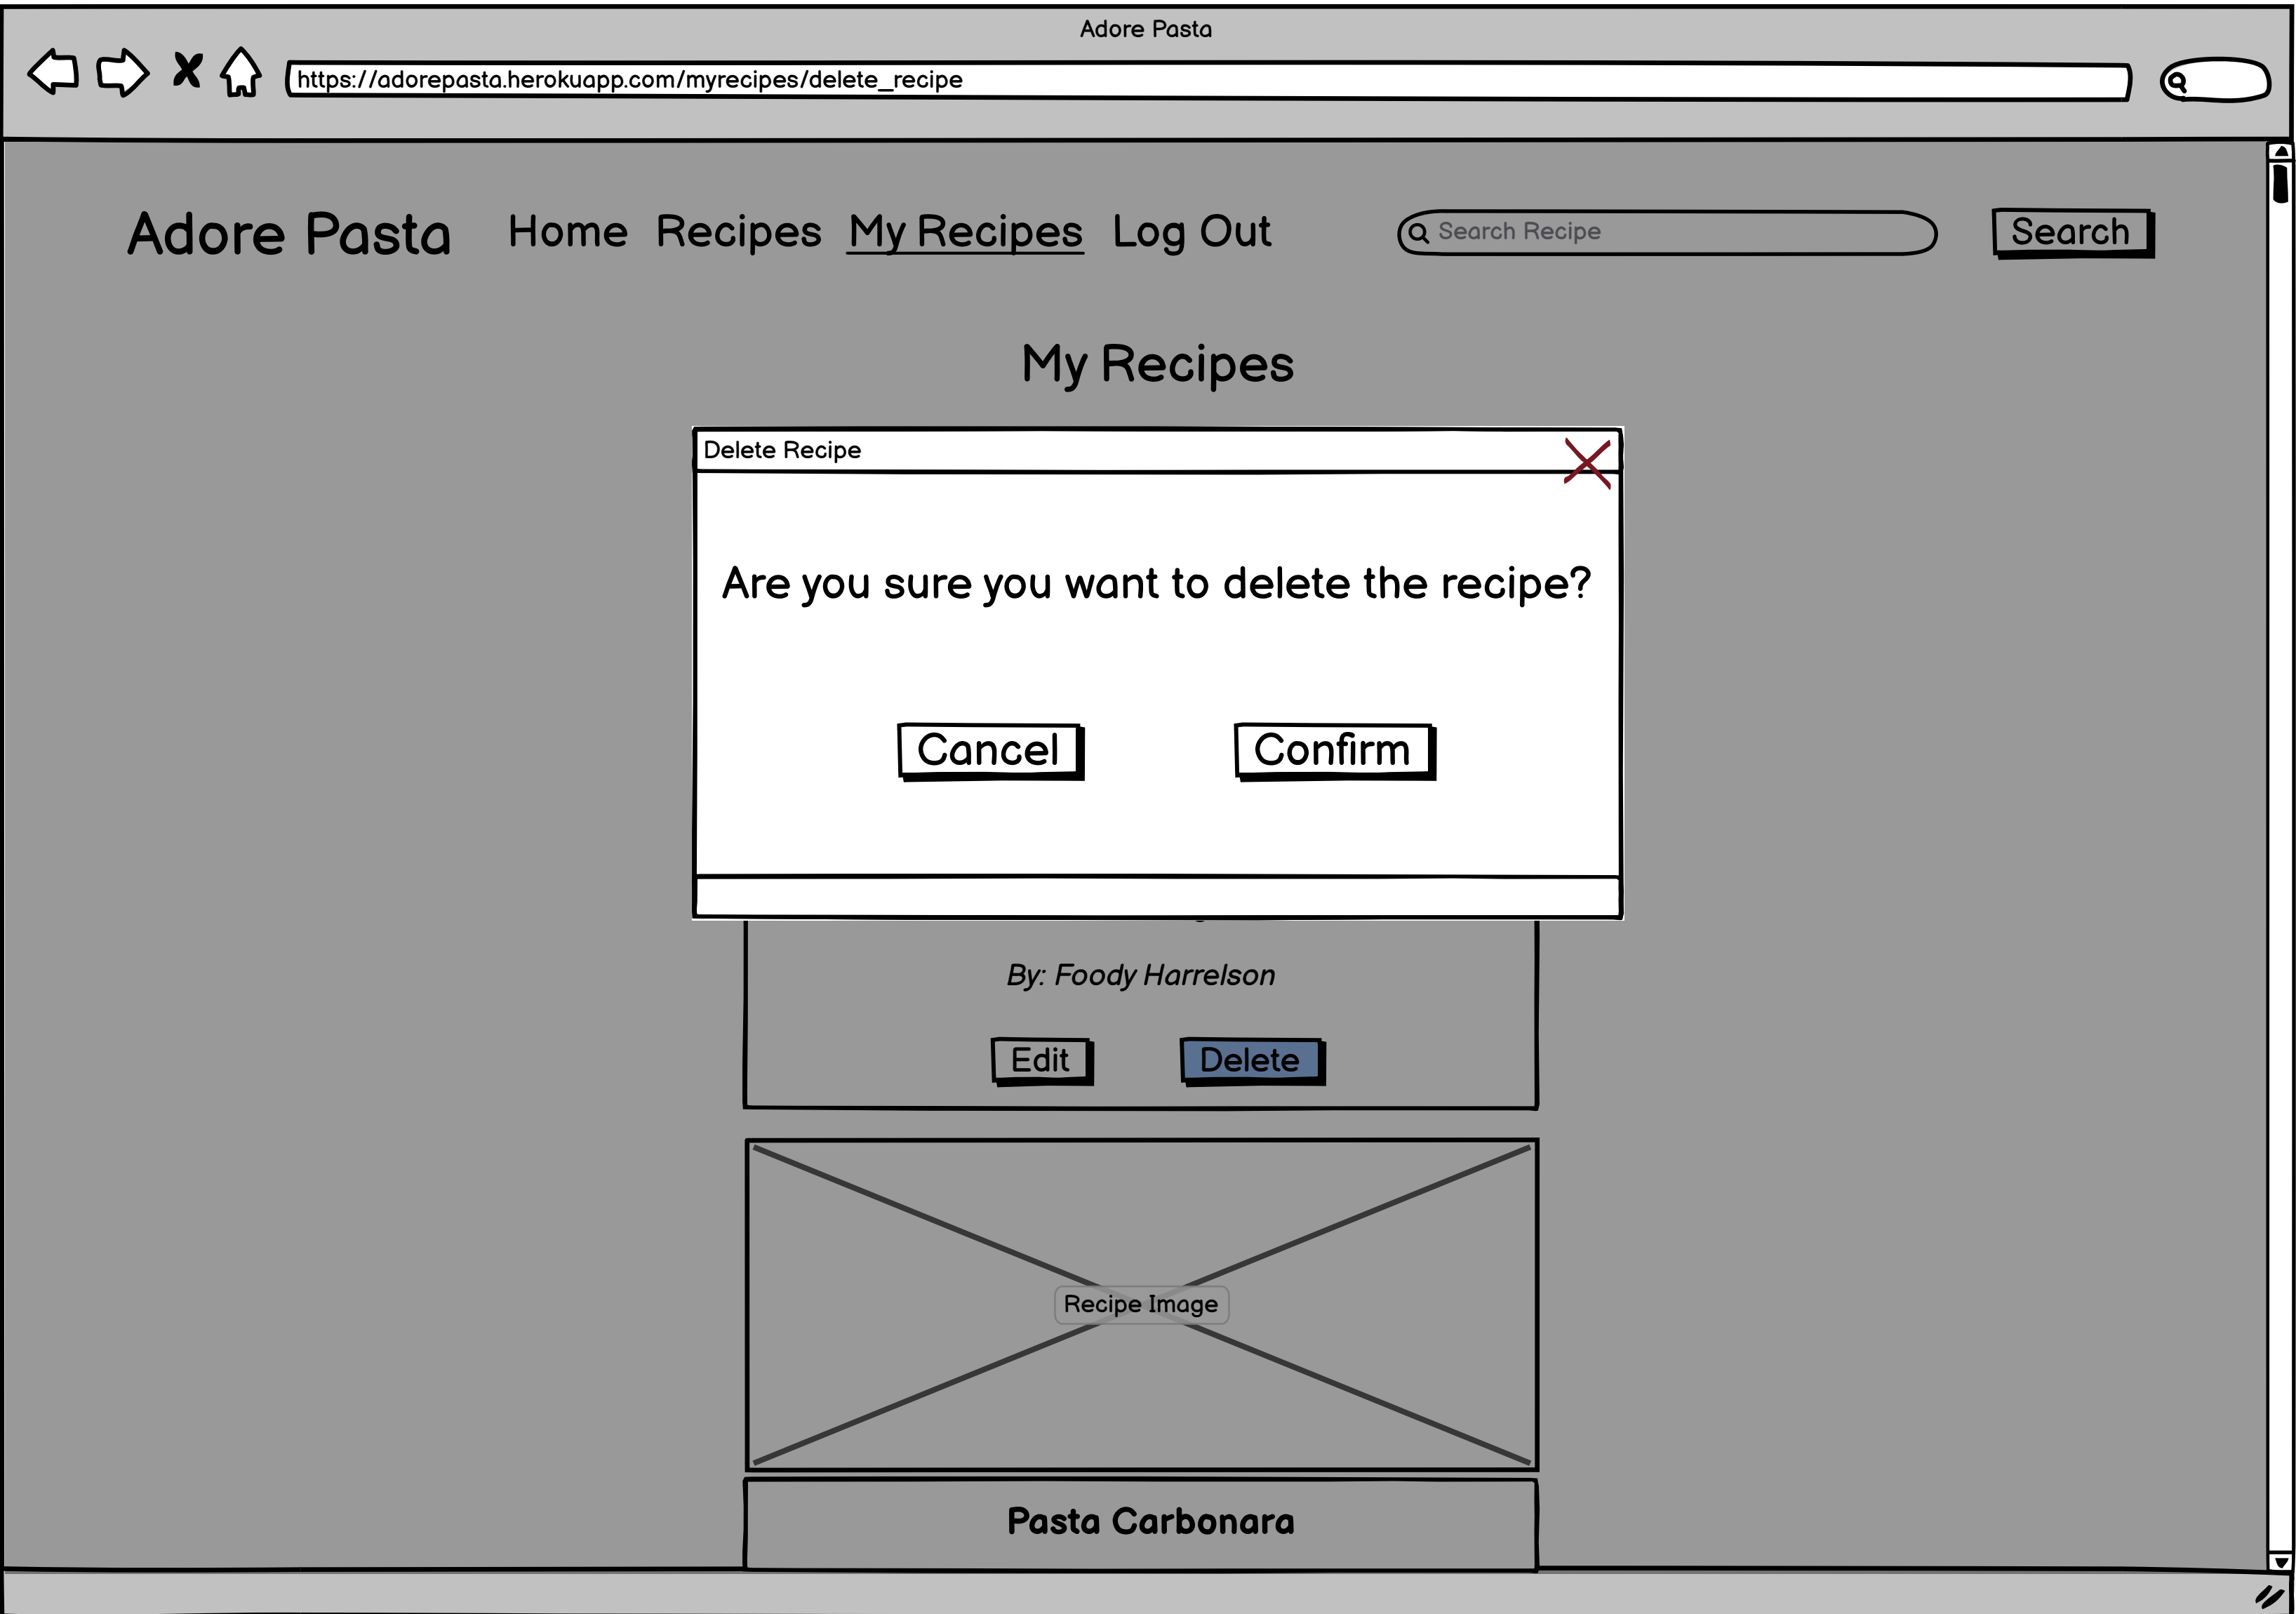 Adore Pasta
https://adorepasta.herokuapp.com/myrecipes/delete_recipe
Adore Pasta Home Recipes My Recipes Log Out Search Recipe Search
My Recipes
Delete Recipe
Are you sure you want to delete the recipe?
Cancel Confirm
By: Foody Harrelson
Edit Delete
Recipe Image
Pasta Carbonara